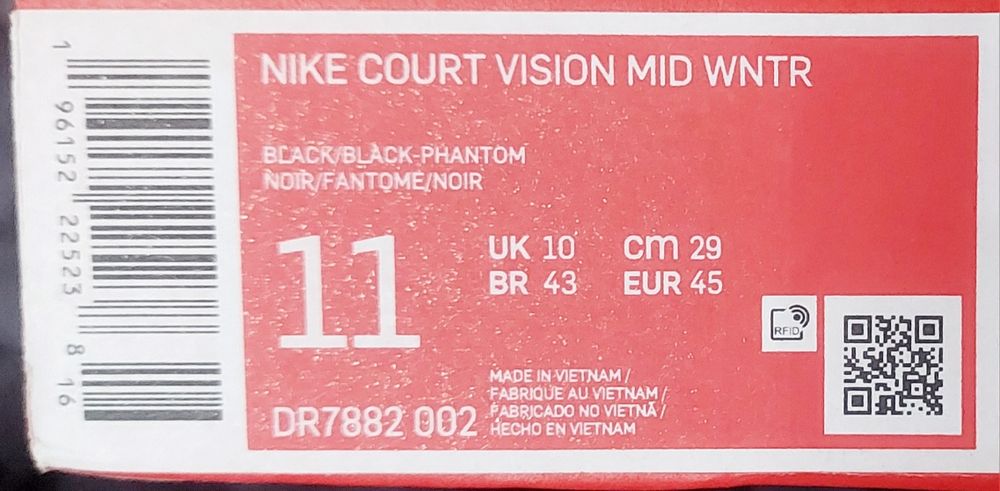 1 96152 22523 8 16
NIKE COURT VISION MID WNTR
BLACK/BLACK-PHANTOM
NOIR/FANTOME/NOIR
11
UK 10 cm 29
BR 43 EUR 45
RFID
MADE IN VIETNAM /
FABRIQUE AU VIETNAM /
FABRICADO NO VIETNÃ /
HECHO EN VIETNAM
DR7882 002